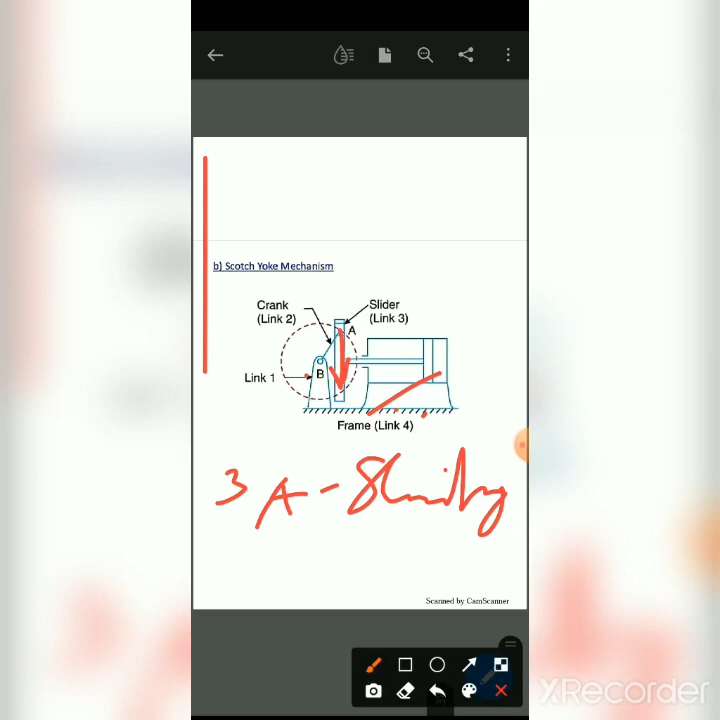 b) Scotch Yoke Mechanism
Crank
(Link 2)
Slider
(Link 3)
A
B
Link 1
Frame (Link 4)
3 A -
Scanned by CamScanner
XRecorder